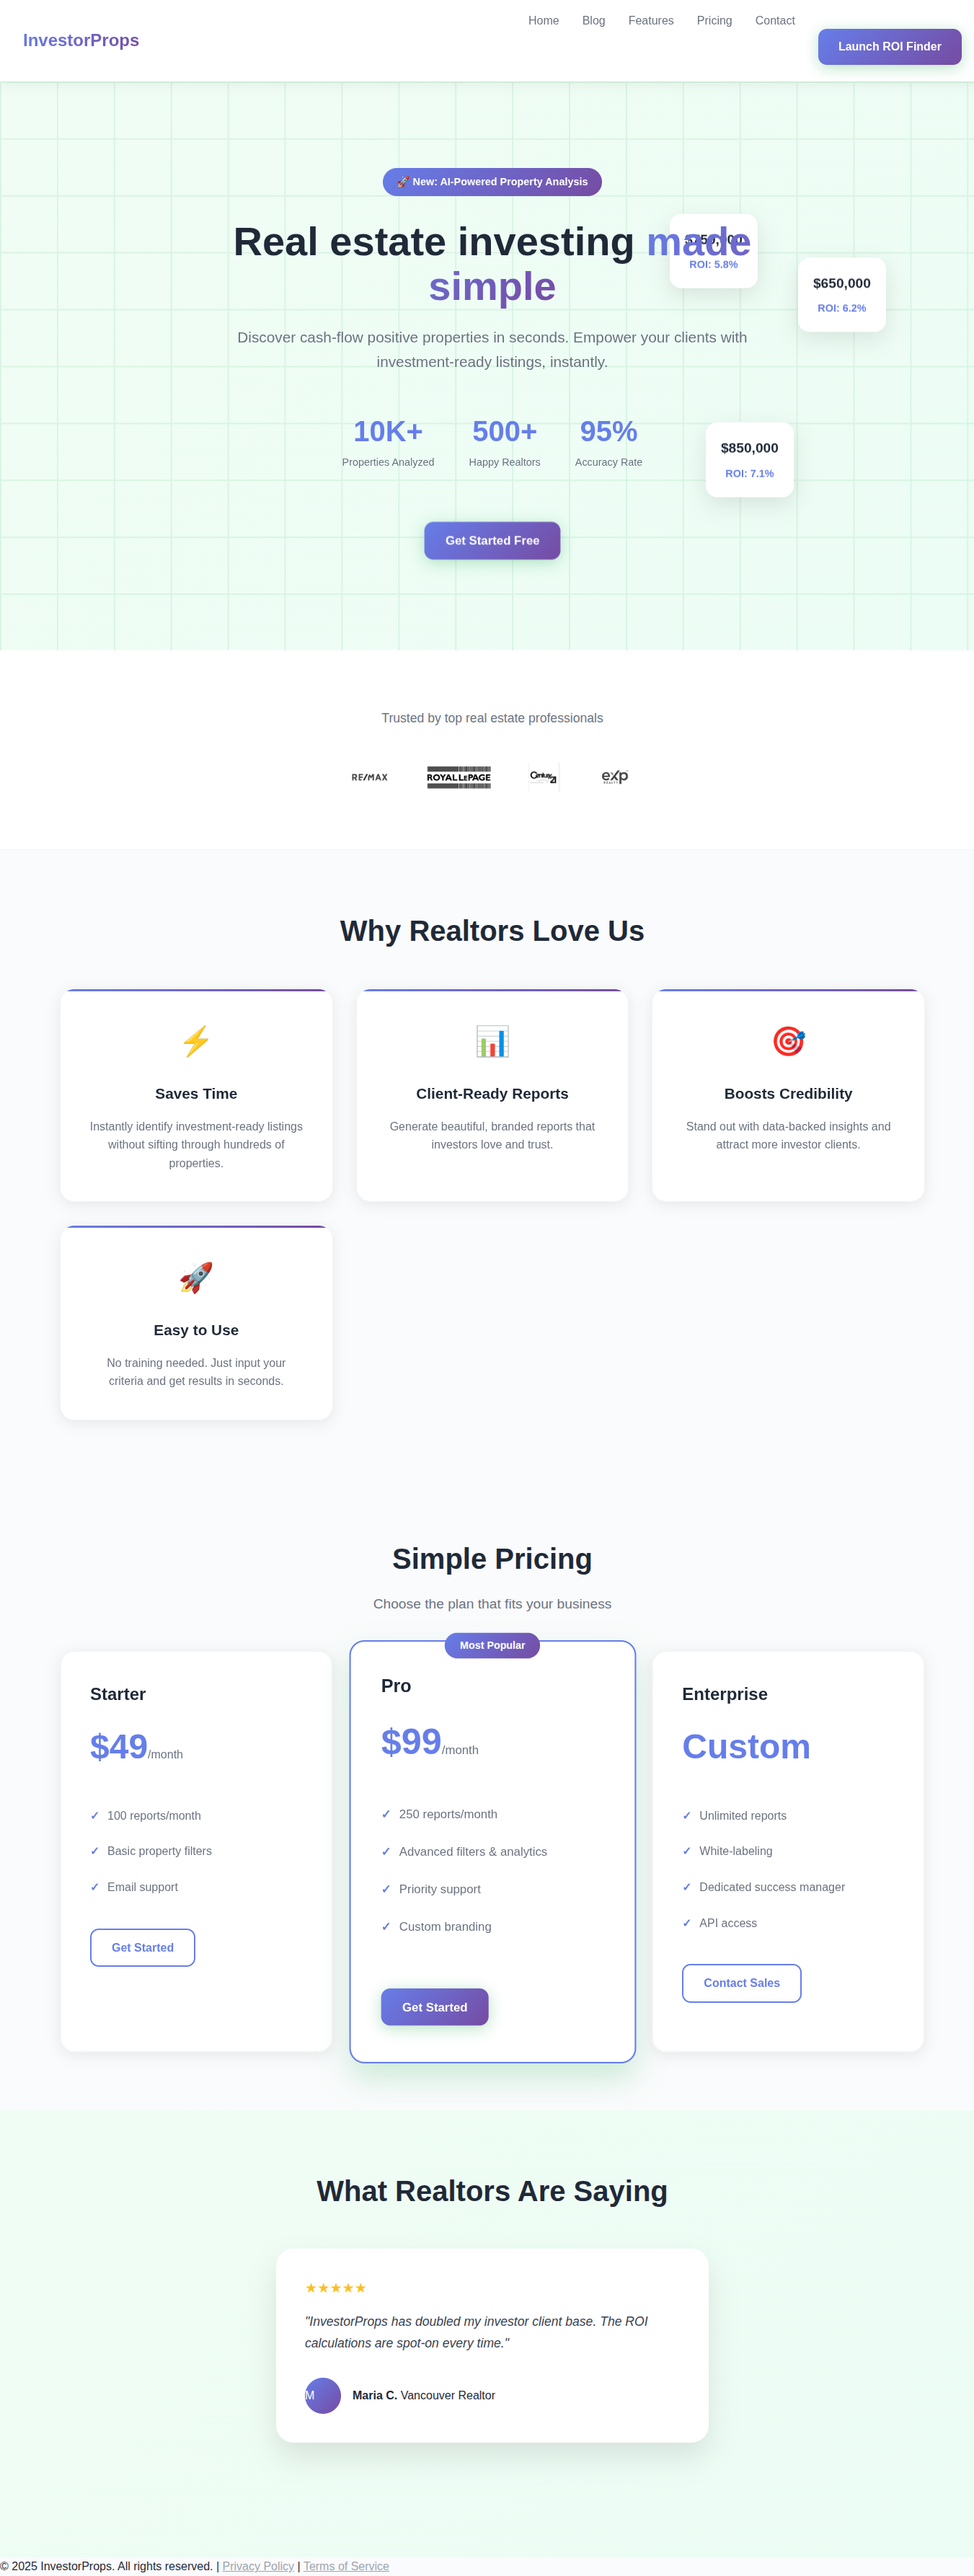 InvestorProps
Home Blog Features Pricing Contact
Launch ROI Finder
🚀 New: AI-Powered Property Analysis
Real estate investing made
simple
ROI: 5.8%
$650,000
ROI: 6.2%
Discover cash-flow positive properties in seconds. Empower your clients with
investment-ready listings, instantly.
10K+ 500+ 95%
Properties Analyzed Happy Realtors Accuracy Rate
$850,000
ROI: 7.1%
Get Started Free
Trusted by top real estate professionals
RE/MAX ROYAL LEPAGE Century 21 exp REALTY
Why Realtors Love Us
Saves Time
Instantly identify investment-ready listings
without sifting through hundreds of
properties.
Client-Ready Reports
Generate beautiful, branded reports that
investors love and trust.
Boosts Credibility
Stand out with data-backed insights and
attract more investor clients.
Easy to Use
No training needed. Just input your
criteria and get results in seconds.
Simple Pricing
Choose the plan that fits your business
Starter
$49/month
✓ 100 reports/month
✓ Basic property filters
✓ Email support
Get Started
Most Popular
Pro
$99/month
✓ 250 reports/month
✓ Advanced filters & analytics
✓ Priority support
✓ Custom branding
Get Started
Enterprise
Custom
✓ Unlimited reports
✓ White-labeling
✓ Dedicated success manager
✓ API access
Contact Sales
What Realtors Are Saying
★★★★★
"InvestorProps has doubled my investor client base. The ROI
calculations are spot-on every time."
M
Maria C. Vancouver Realtor
© 2025 InvestorProps. All rights reserved. | Privacy Policy | Terms of Service